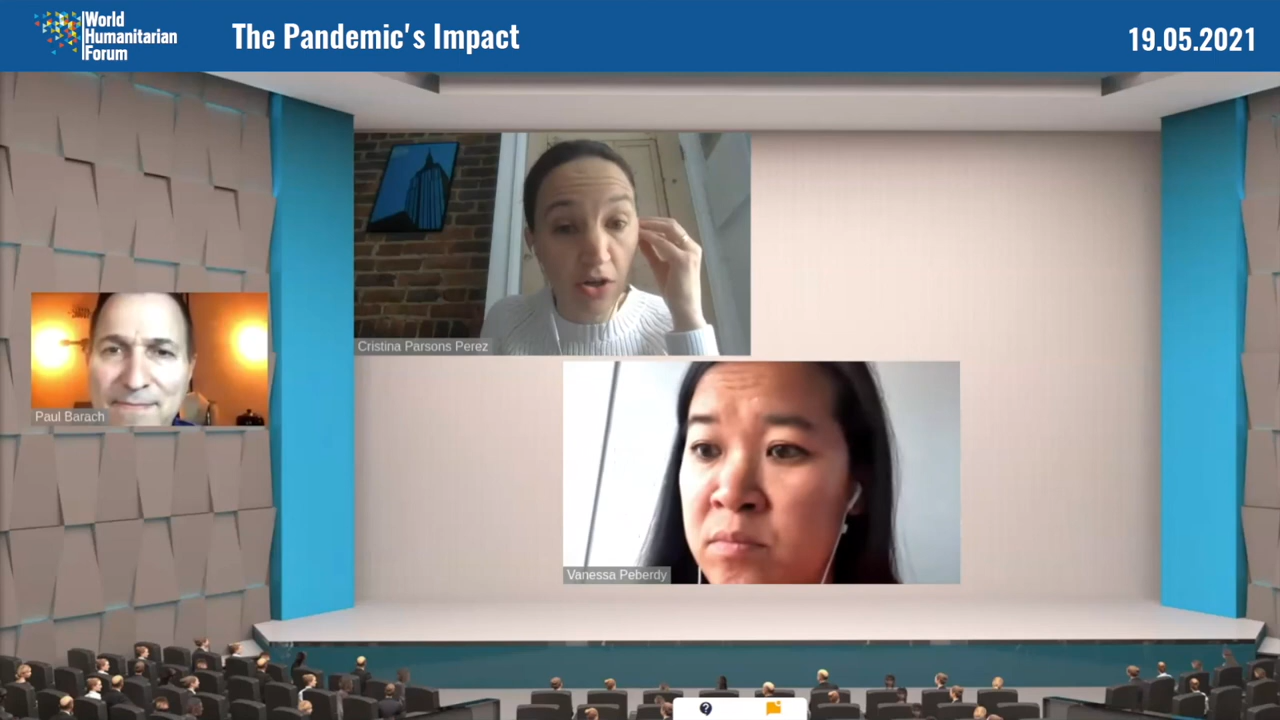 World
Humanitarian
Forum
The Pandemic's Impact
19.05.2021
Cristina Parsons Perez
Paul Barach
Vanessa Peberdy